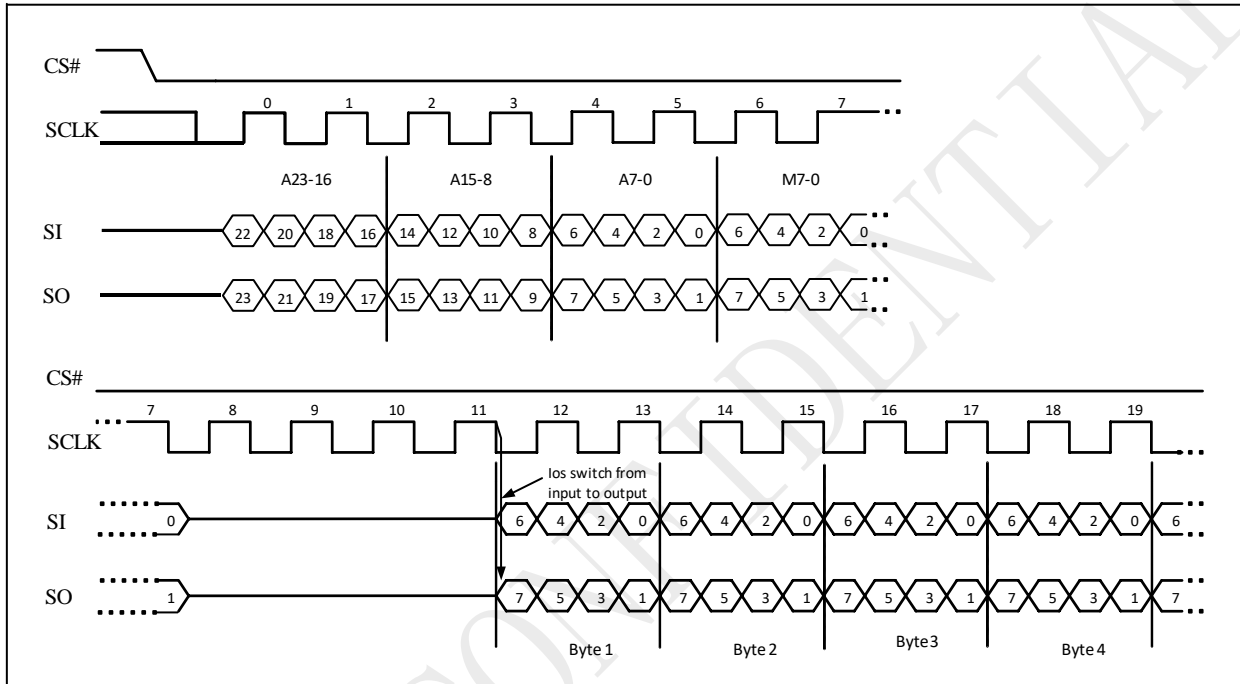 CS#
0 1 2 3 4 5 6 7
SCLK
A23-16 A15-8 A7-0 M7-0
SI 22 20 18 16 14 12 10 8 6 4 2 0 6 4 2 0
SO 23 21 19 17 15 13 11 9 7 5 3 1 7 5 3 1
CS#
7 8 9 10 11 12 13 14 15 16 17 18 19
SCLK
Ios switch from
input to output
SI 0 6 4 2 0 6 4 2 0 6 4 2 0 6 4 2 0 6
SO 1 7 5 3 1 7 5 3 1 7 5 3 1 7 5 3 1 7
Byte 1 Byte 2 Byte 3 Byte 4
CONFIDENTIAL